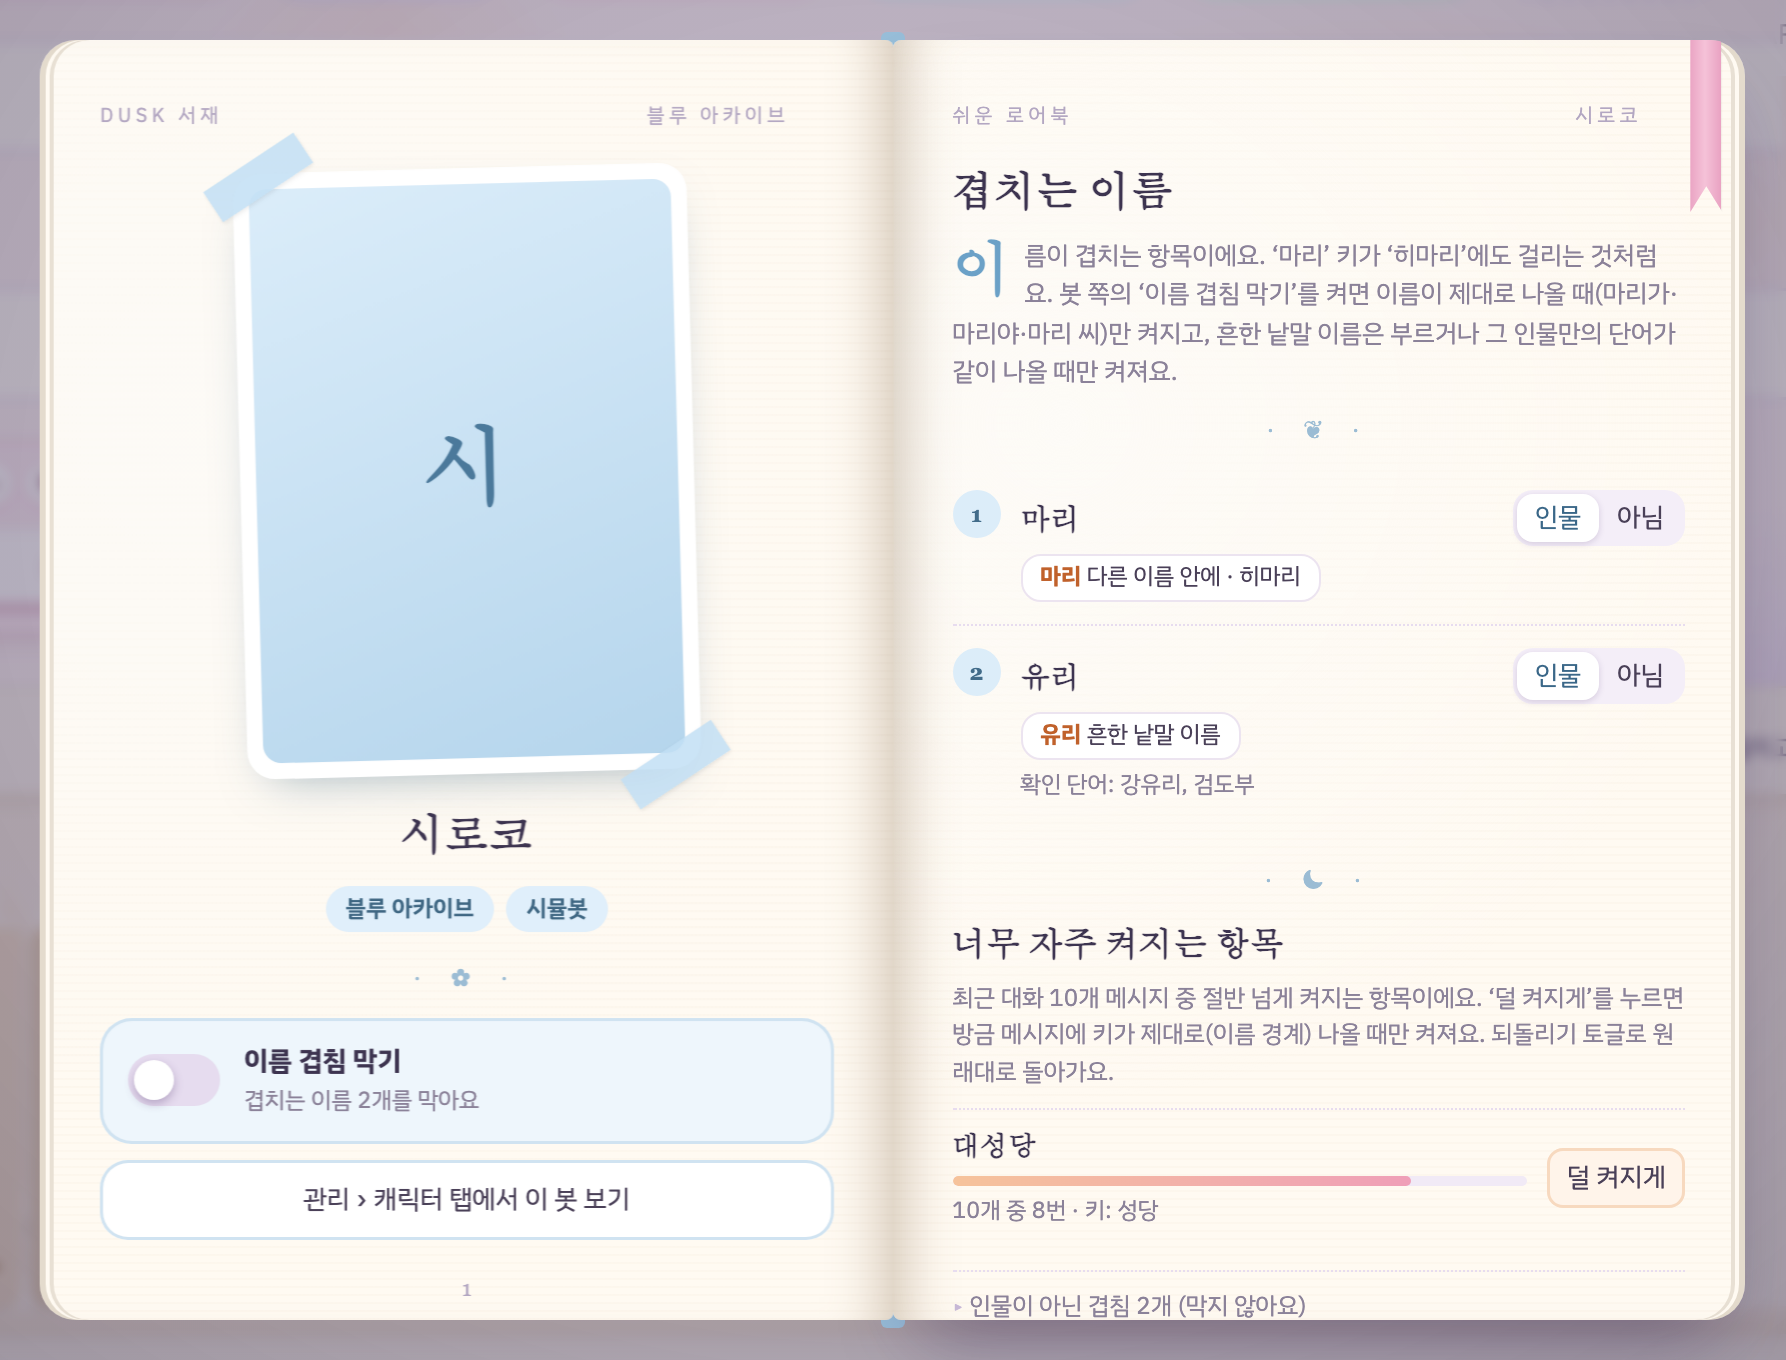 DUSK 서재
블루 아카이브
시
시로코
블루 아카이브
시뮬봇
이름 겹침 막기
겹치는 이름 2개를 막아요
관리 › 캐릭터 탭에서 이 봇 보기
1
쉬운 로어북
시로코
겹치는 이름
이름이 겹치는 항목이에요. ‘마리’ 키가 ‘히마리’에도 걸리는 것처럼
요. 봇 쪽의 ‘이름 겹침 막기’를 켜면 이름이 제대로 나올 때(마리가·
마리야·마리 씨)만 켜지고, 흔한 낱말 이름은 부르거나 그 인물만의 단어가
같이 나올 때만 켜져요.
1
마리
인물
아님
마리 다른 이름 안에 · 히마리
2
유리
인물
아님
유리 흔한 낱말 이름
확인 단어: 강유리, 검도부
너무 자주 켜지는 항목
최근 대화 10개 메시지 중 절반 넘게 켜지는 항목이에요. ‘덜 켜지게’를 누르면
방금 메시지에 키가 제대로(이름 경계) 나올 때만 켜져요. 되돌리기 토글로 원
래대로 돌아가요.
대성당
덜 켜지게
10개 중 8번 · 키: 성당
▸ 인물이 아닌 겹침 2개 (막지 않아요)